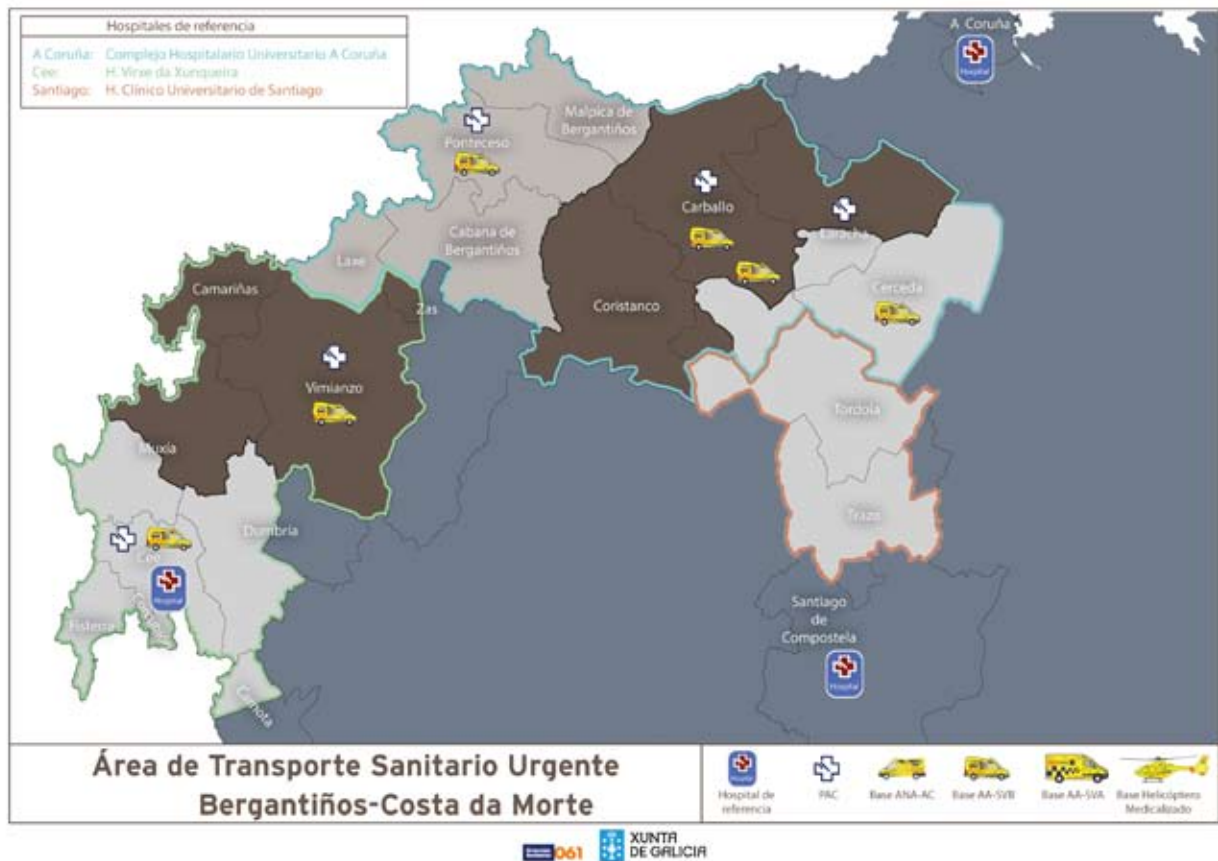 Hospitales de referencia
A Coruña: Complejo Hospitalario Universitario A Coruña
Cee: H. Virxe da Xunqueira
Santiago: H. Clínico Universitario de Santiago
A Coruña
Hospital
Malpica de
Bergantiños
Ponteceso
Carballo
Laracha
Cabana de
Bergantiños
Laxe
Cerceda
Camariñas
Zas
Coristanco
Vimianzo
Tordoia
Muxía
Trazo
Dumbría
Cee
Hospital
Fisterra
Santiago
de
Compostela
Hospital
Carnota
Área de Transporte Sanitario Urgente
Bergantiños-Costa da Morte
Hospital
Hospital de
referencia
PAC
Base ANA-AC
Base AA-SVB
Base AA-SVA
Base Helicóptero
Medicalizado
061
XUNTA
DE GALICIA